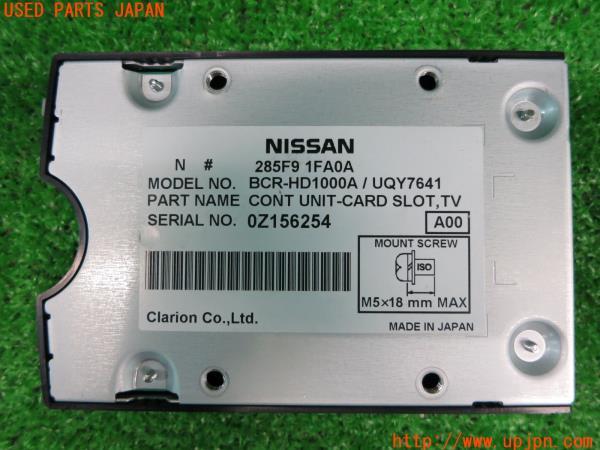 USED PARTS JAPAN
NISSAN
N # 285F9 1FA0A
MODEL NO. BCR-HD1000A / UQY7641
PART NAME CONT UNIT-CARD SLOT,TV
SERIAL NO. 0Z156254 A00
MOUNT SCREW
ISO
M5×18 mm MAX
Clarion Co.,Ltd.
MADE IN JAPAN
http://www.upjpn.com